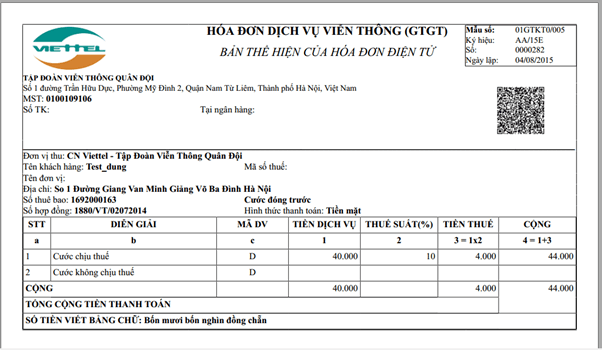 VIETTEL
HÓA ĐƠN DỊCH VỤ VIỄN THÔNG (GTGT)
BẢN THỂ HIỆN CỦA HÓA ĐƠN ĐIỆN TỬ
Mẫu số: 01GTKT0/005
Ký hiệu: AA/15E
Số: 0000282
Ngày lập: 04/08/2015
TẬP ĐOÀN VIỄN THÔNG QUÂN ĐỘI
Số 1 đường Trần Hữu Dực, Phường Mỹ Đình 2, Quận Nam Từ Liêm, Thành phố Hà Nội, Việt Nam
MST: 0100109106
Số TK: Tại ngân hàng:
Đơn vị thu: CN Viettel - Tập Đoàn Viễn Thông Quân Đội
Tên khách hàng: Test_dung Mã số thuế:
Tên đơn vị:
Địa chỉ: So 1 Đường Giang Van Minh Giảng Võ Ba Đình Hà Nội
Số thuê bao: 1692000163 Cước đóng trước
Số hợp đồng: 1880/VT/02072014 Hình thức thanh toán: Tiền mặt
STT DIỄN GIẢI MÃ DV TIỀN DỊCH VỤ THUẾ SUẤT(%) TIỀN THUẾ CỘNG
a b c 1 2 3 = 1x2 4 = 1+3
1 Cước chịu thuế D 40.000 10 4.000 44.000
2 Cước không chịu thuế D
CỘNG 40.000 4.000 44.000
TỔNG CỘNG TIỀN THANH TOÁN
SỐ TIỀN VIẾT BẰNG CHỮ: Bốn mươi bốn nghìn đồng chẵn